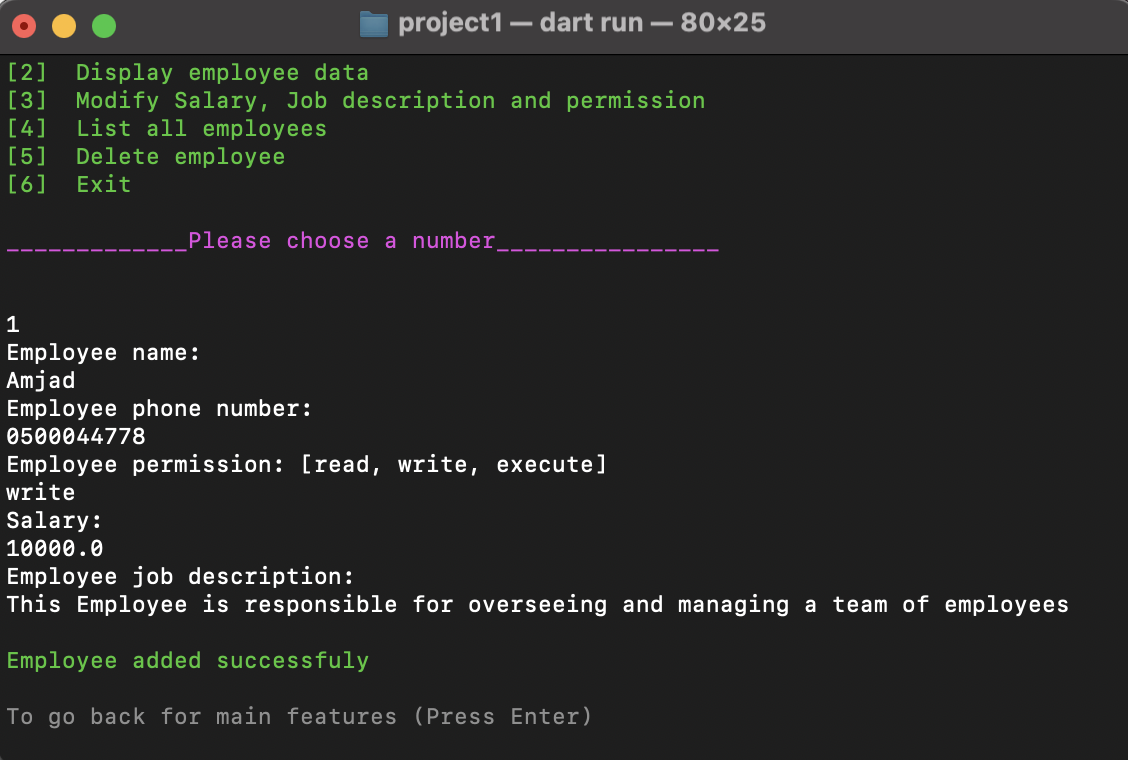 project1 — dart run — 80×25
[2]  Display employee data
[3]  Modify Salary, Job description and permission
[4]  List all employees
[5]  Delete employee
[6]  Exit
_____________Please choose a number________________
1
Employee name:
Amjad
Employee phone number:
0500044778
Employee permission: [read, write, execute]
write
Salary:
10000.0
Employee job description:
This Employee is responsible for overseeing and managing a team of employees
Employee added successfuly
To go back for main features (Press Enter)